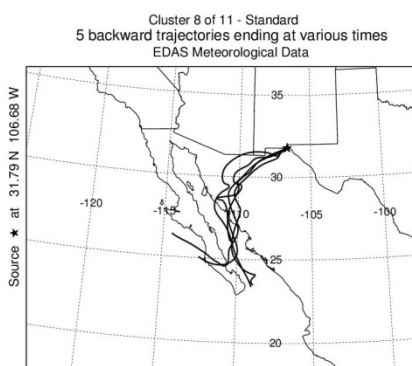 Cluster 8 of 11 - Standard
5 backward trajectories ending at various times
EDAS Meteorological Data
Source ★ at 31.79 N 106.68 W
35
30
-120
-115
-110
-105
-100
25
20